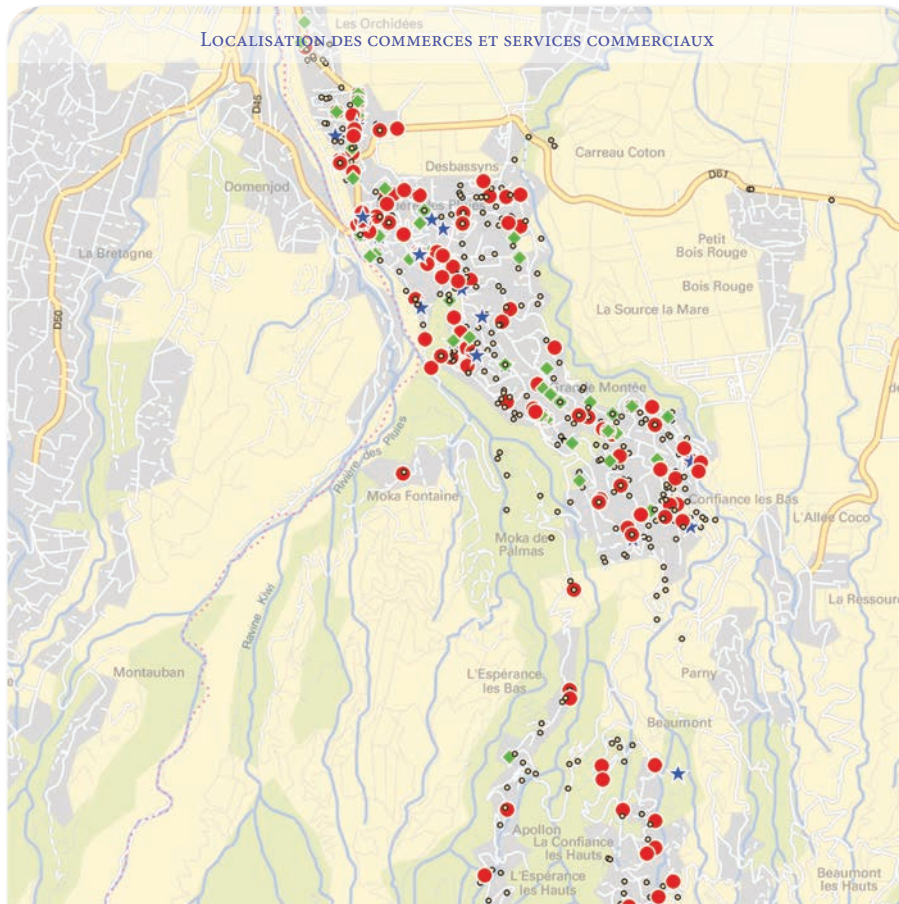 Les Orchidées
Localisation des commerces et services commerciaux
D45
Desbassyns
Carreau Coton
D61
Domenjod
La Bretagne
Petit
Bois Rouge
Bois Rouge
La Source la Mare
D50
Grande Montée
Rivière des Pluies
Moka Fontaine
Confiance les Bas
L'Allée Coco
Moka de
Palmas
La Ressource
Ravine Kiwi
Montauban
L'Espérance
les Bas
Parny
Beaumont
Apollon
La Confiance
les Hauts
L'Espérance
les Hauts
Beaumont
les Hauts